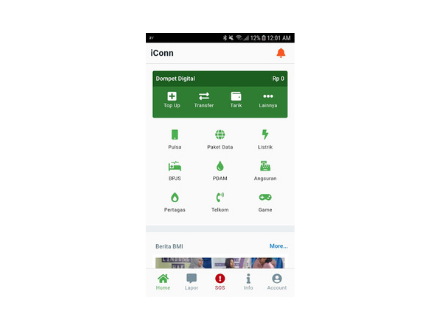 12% 12:01 AM
iConn
Dompet Digital Rp 0
Top Up Transfer Tarik Lainnya
Pulsa Paket Data Listrik
BPJS PDAM Angsuran
Pertagas Telkom Game
Berita BMI More...
Home Lapor SOS Info Account